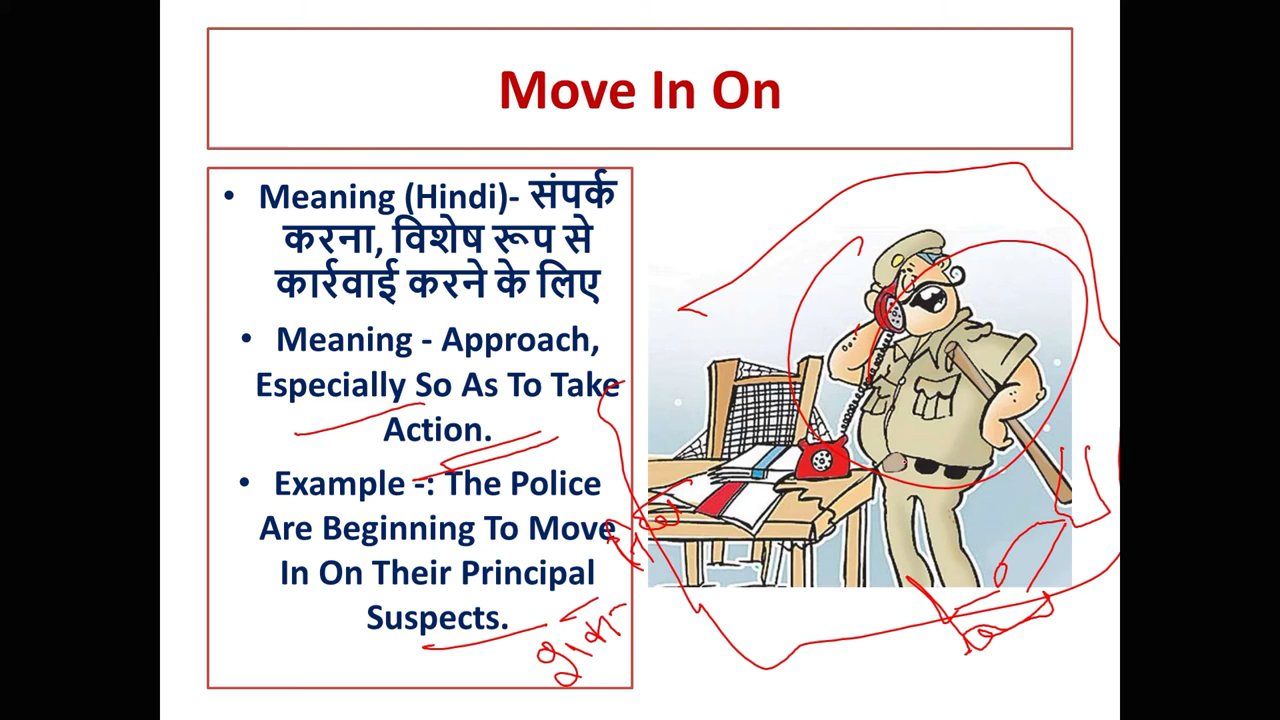 Move In On
• Meaning (Hindi)- संपर्क
करना, विशेष रूप से
कार्रवाई करने के लिए
• Meaning - Approach,
Especially So As To Take
Action.
• Example -: The Police
Are Beginning To Move
In On Their Principal
Suspects.